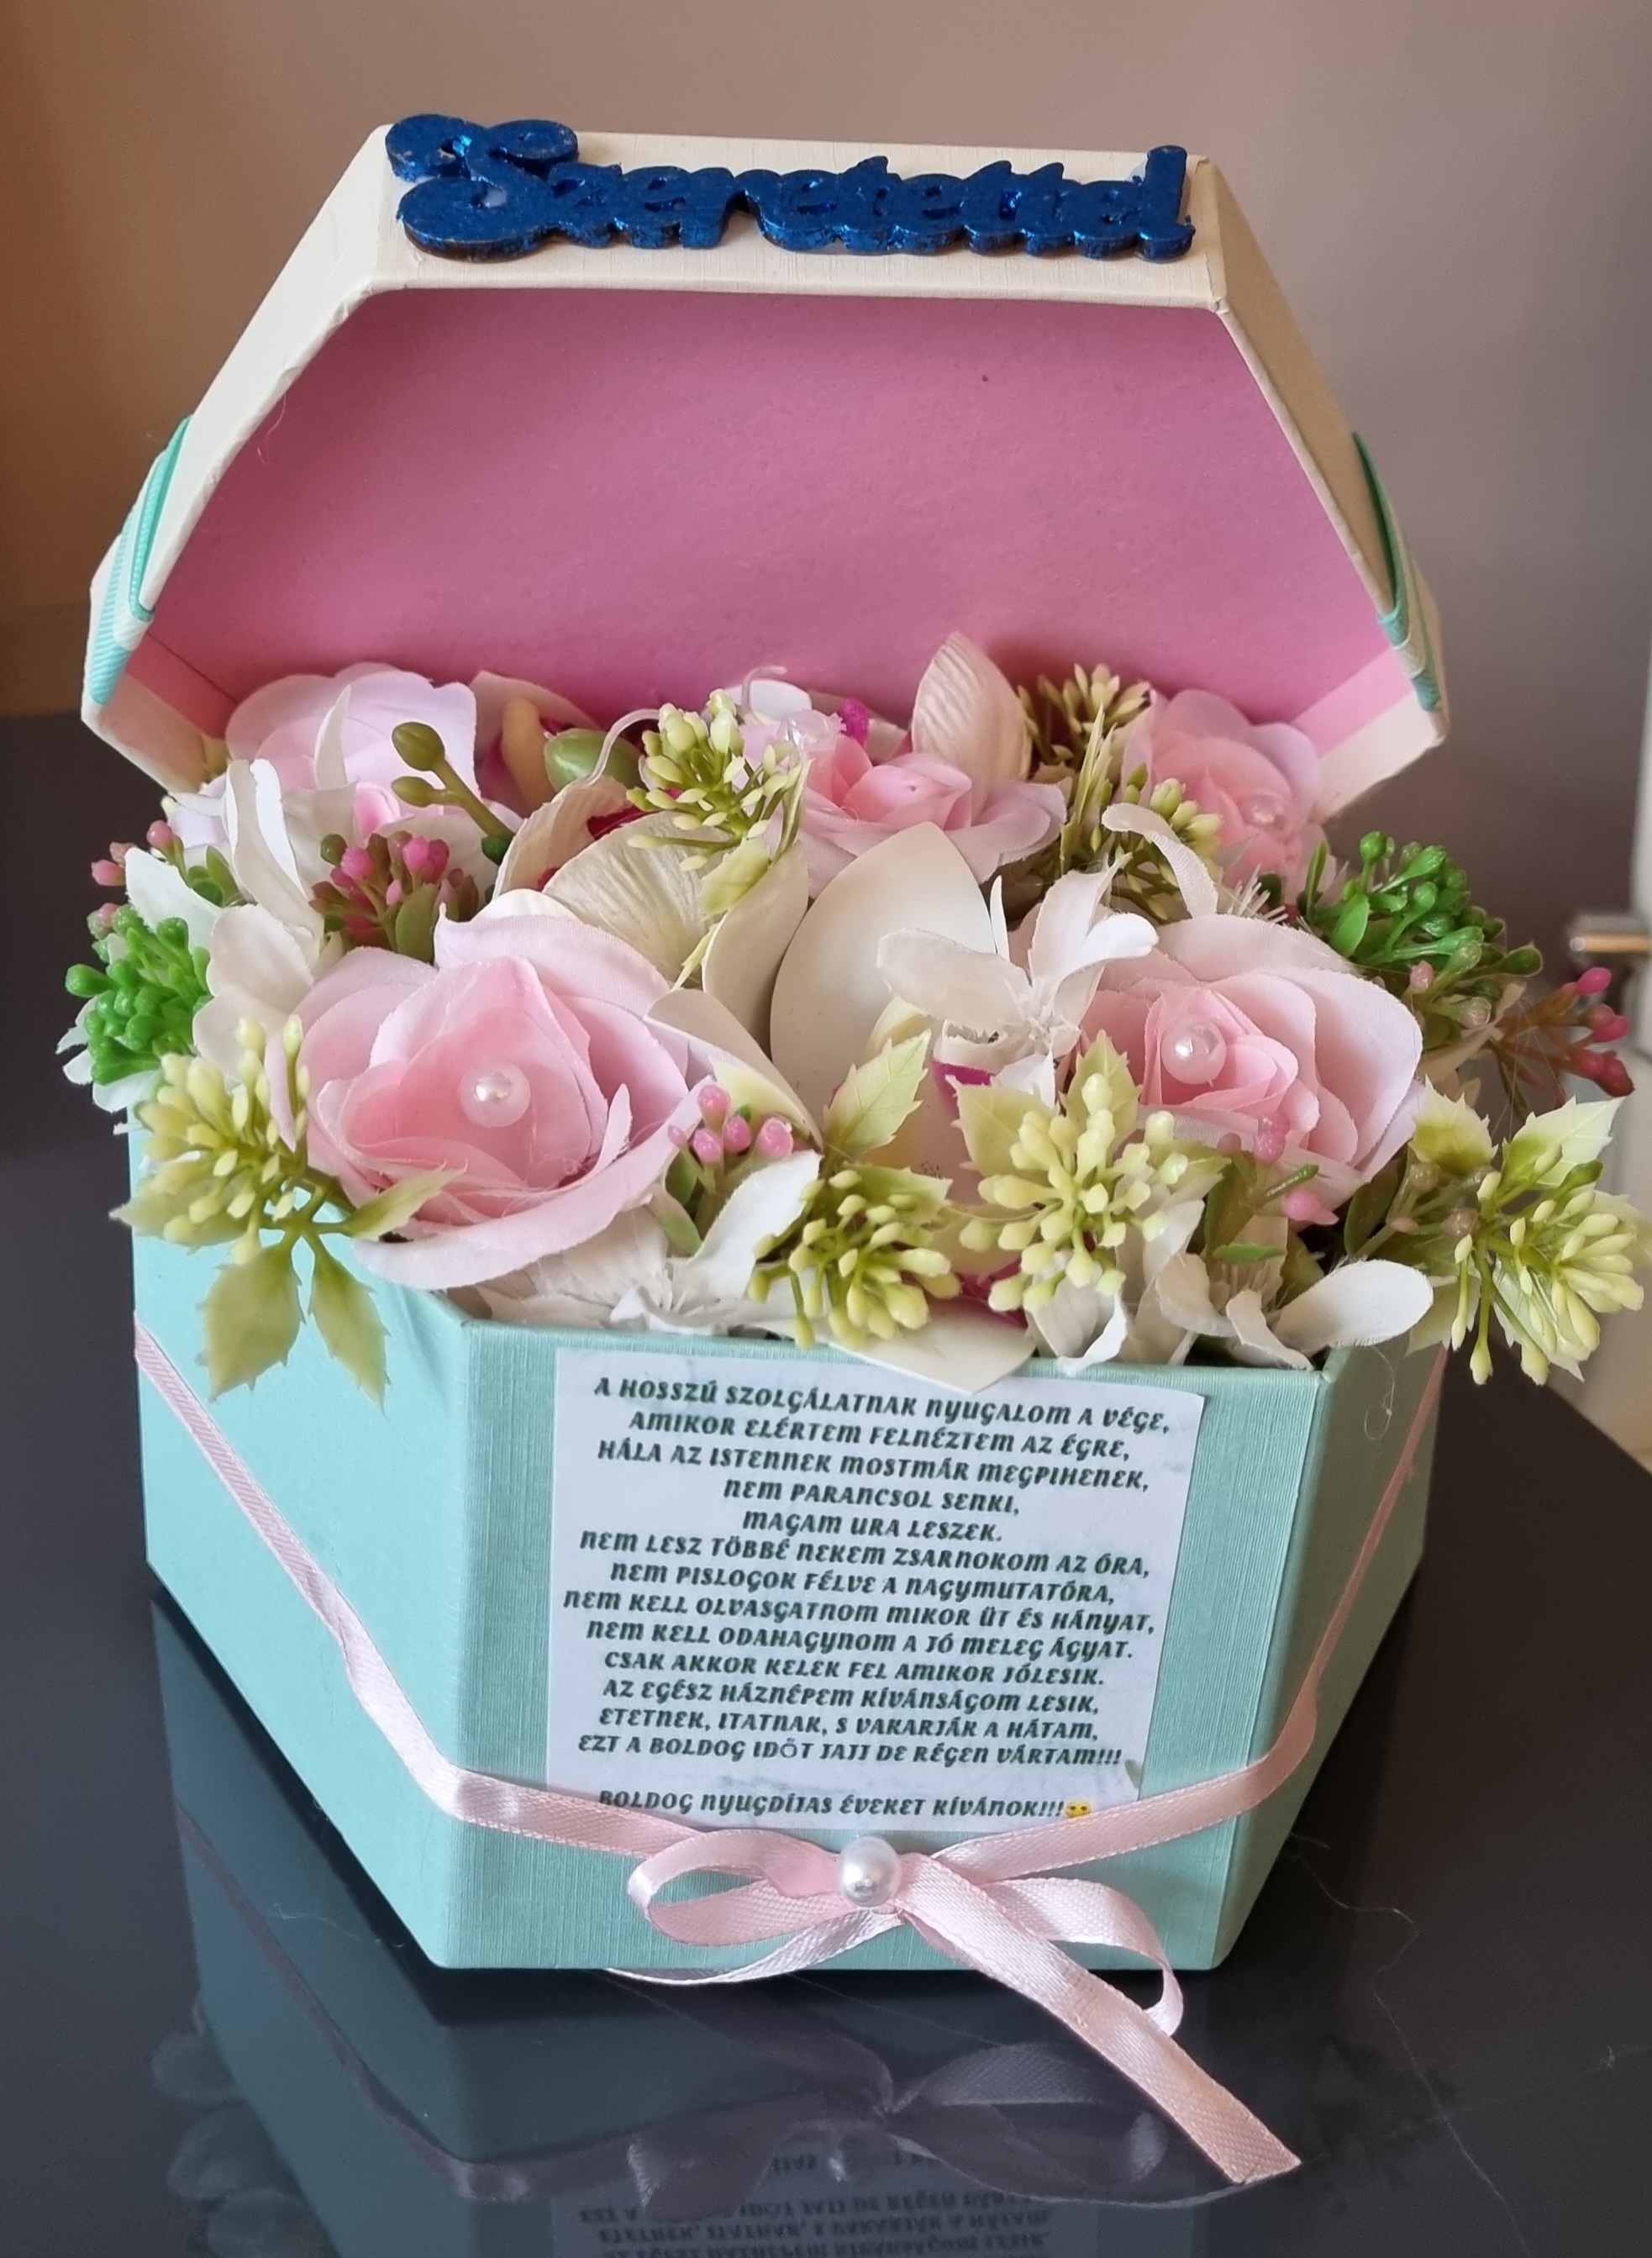 Szeretettel
A HOSSZÚ SZOLGÁLATNAK NYUGALOM A VÉGE,
AMIKOR ELÉRTEM FELNÉZTEM AZ ÉGRE,
HÁLA AZ ISTENNEK MOSTMÁR MEGPIHENEK,
NEM PARANCSOL SENKI,
MAGAM URA LESZEK.
NEM LESZ TÖBBÉ NEKEM ZSARNOKOM AZ ÓRA,
NEM PISLOGOK FÉLVE A NAGYMUTATÓRA,
NEM KELL OLVASGATNOM MIKOR ÜT ÉS HÁNYAT,
NEM KELL ODAHAGYNOM A JÓ MELEG ÁGYAT.
CSAK AKKOR KELEK FEL AMIKOR JÓLESIK.
AZ EGÉSZ HÁZNÉPEM KÍVÁNSÁGOM LESIK,
ETETNEK, ITATNAK, S VAKARJÁK A HÁTAM,
EZT A BOLDOG IDŐT JAJJ DE RÉGEN VÁRTAM!!!
BOLDOG NYUGDÍJAS ÉVEKET KÍVÁNOK!!!